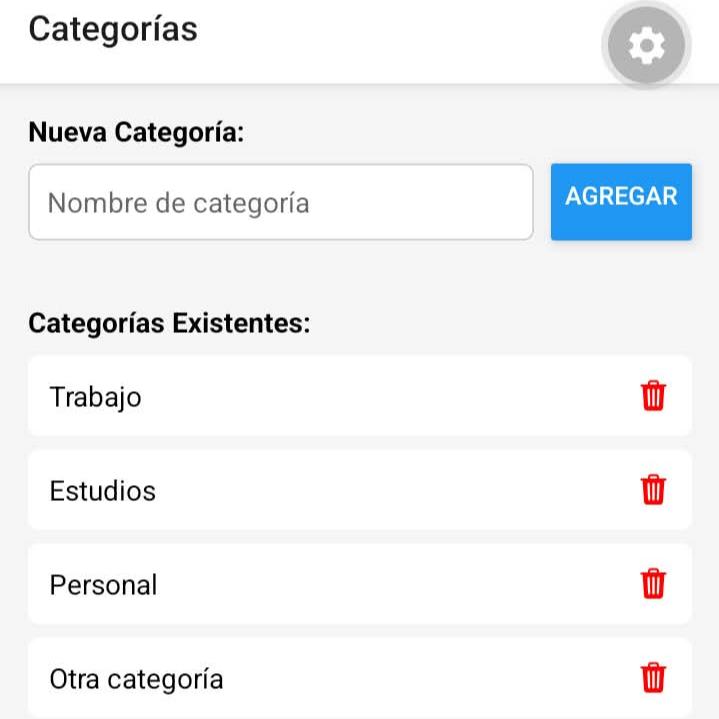 Categorías
Nueva Categoría:
Nombre de categoría
AGREGAR
Categorías Existentes:
Trabajo
Estudios
Personal
Otra categoría